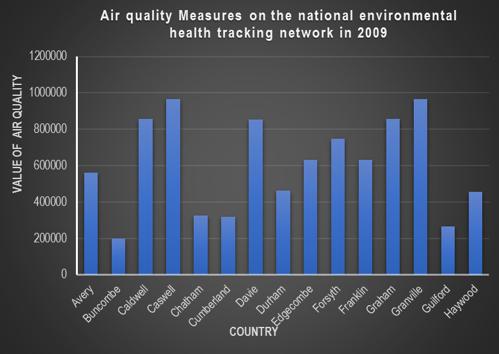 Air quality Measures on the national environmental
health tracking network in 2009
VALUE OF AIR QUALITY
1200000
1000000
800000
600000
400000
200000
0
Avery
Buncombe
Caldwell
Caswell
Chatham
Cumberland
Davie
Durham
Edgecombe
Forsyth
Franklin
Graham
Granville
Guilford
Haywood
COUNTRY